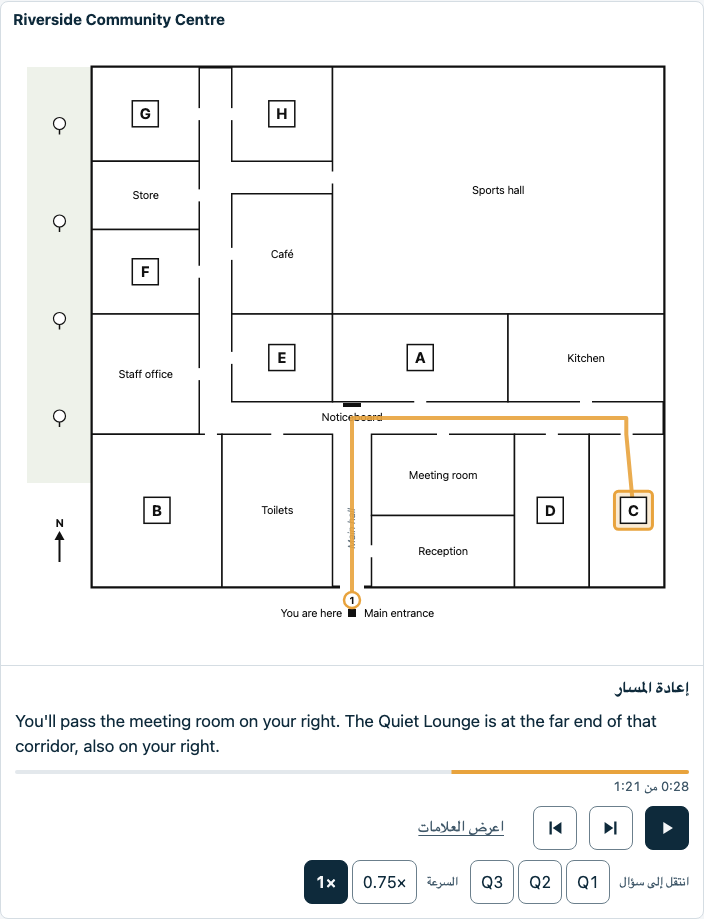 Riverside Community Centre
G
H
Store
Sports hall
Café
F
E
A
Kitchen
Staff office
Noticeboard
Meeting room
B
Toilets
Main hall
D
C
Reception
N
1
You are here
Main entrance
إعادة المسار
You'll pass the meeting room on your right. The Quiet Lounge is at the far end of that
corridor, also on your right.
0:28 من 1:21
اعرض العلامات
انتقل إلى سؤال Q1 Q2 Q3 السرعة 0.75× 1×